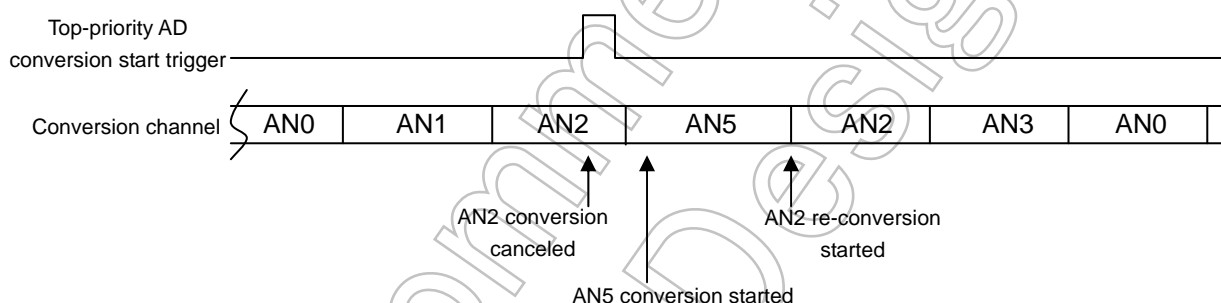 Top-priority AD
conversion start trigger
Conversion channel
AN0 AN1 AN2 AN5 AN2 AN3 AN0
AN2 conversion
canceled
AN2 re-conversion
started
AN5 conversion started